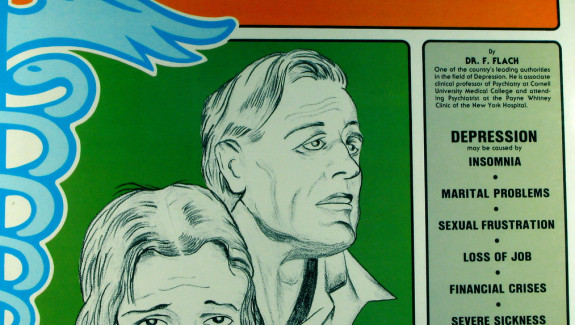 By
DR. F. FLACH
One of the country's leading authorities
in the field of Depression. He is associate
clinical professor of Psychiatry at Cornell
University Medical College and attend-
ing Psychiatrist at the Payne Whitney
Clinic of the New York Hospital.
DEPRESSION
may be caused by
INSOMNIA
•
MARITAL PROBLEMS
•
SEXUAL FRUSTRATION
•
LOSS OF JOB
•
FINANCIAL CRISES
•
SEVERE SICKNESS